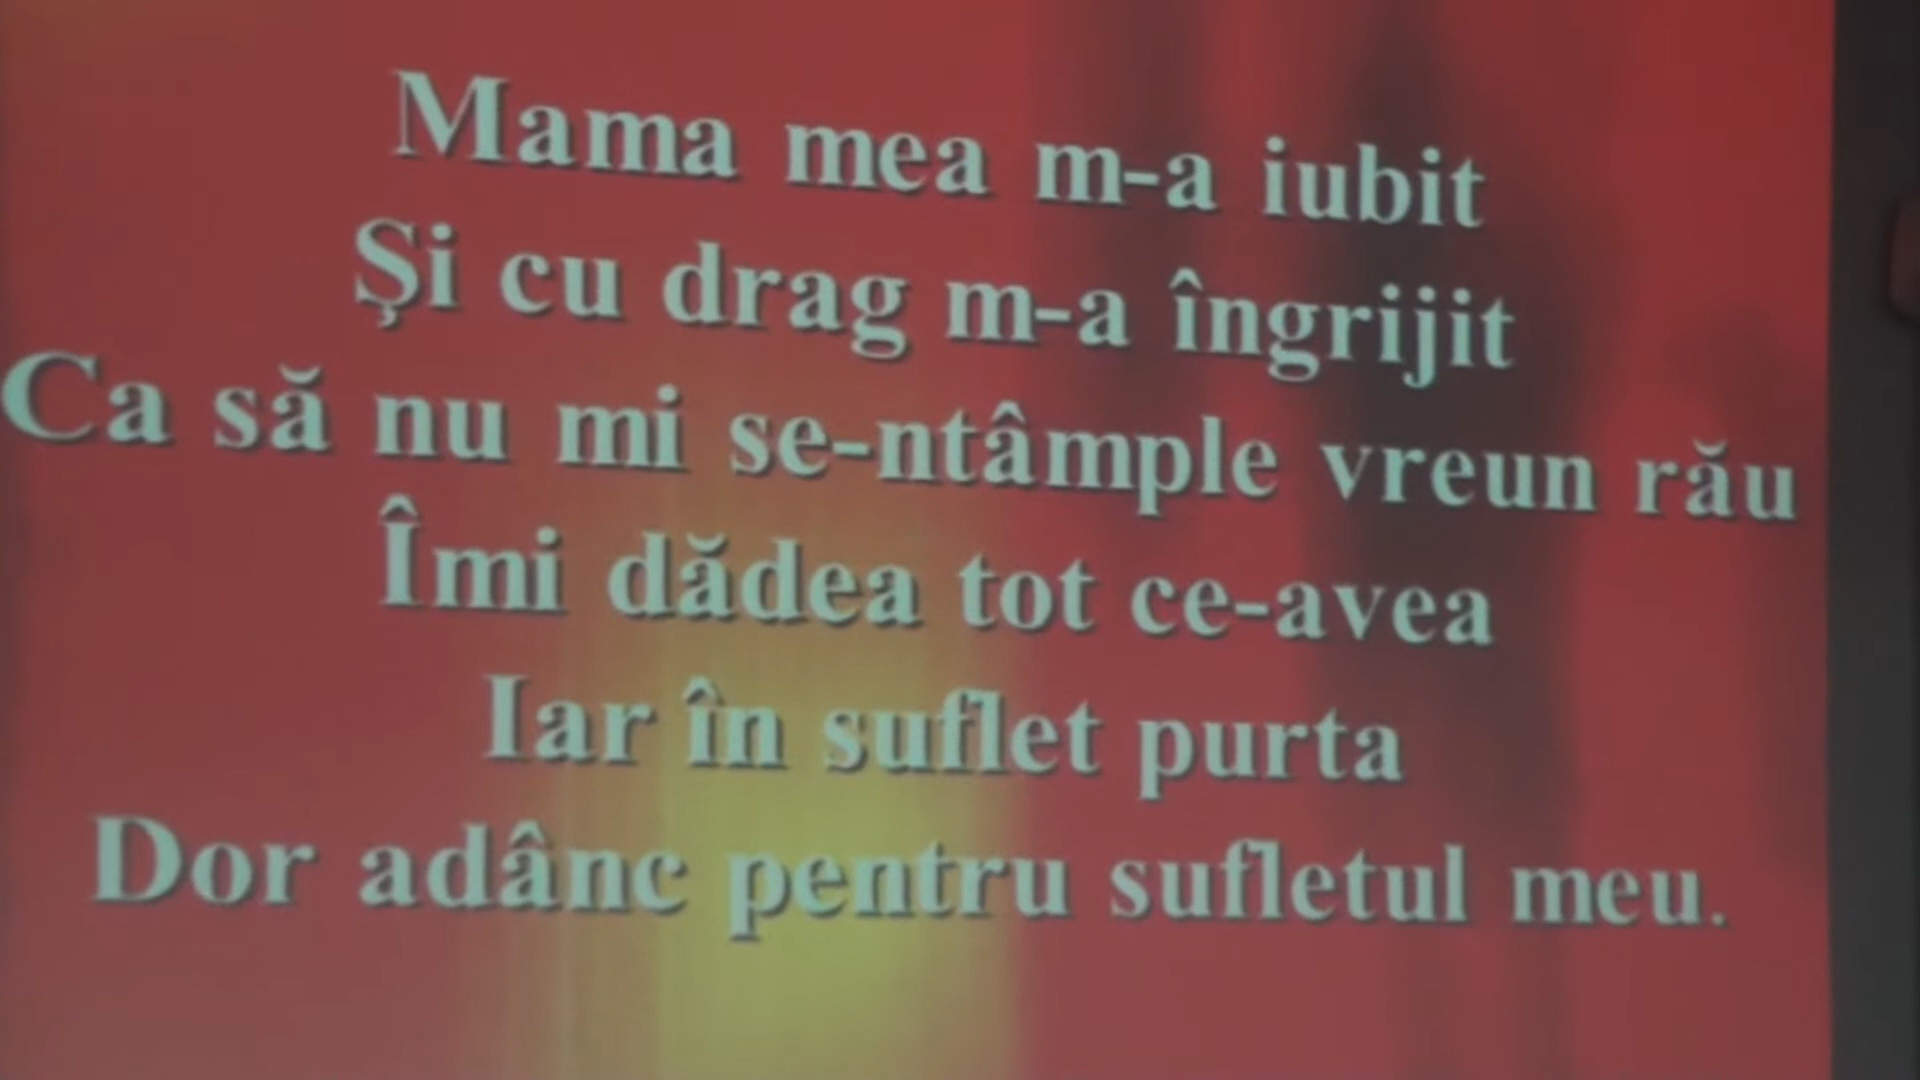 Mama mea m-a iubit
Şi cu drag m-a îngrijit
Ca să nu mi se-ntâmple vreun rău
Îmi dădea tot ce-avea
Iar în suflet purta
Dor adânc pentru sufletul meu.